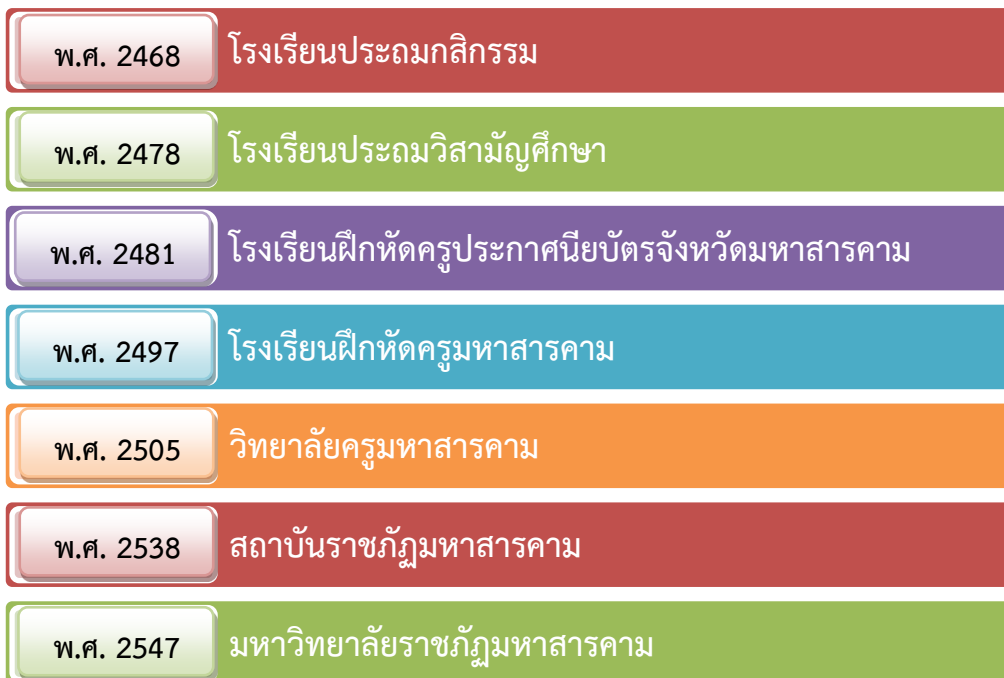 พ.ศ. 2468 โรงเรียนประถมกสิกรรม
พ.ศ. 2478 โรงเรียนประถมวิสามัญศึกษา
พ.ศ. 2481 โรงเรียนฝึกหัดครูประกาศนียบัตรจังหวัดมหาสารคาม
พ.ศ. 2497 โรงเรียนฝึกหัดครูมหาสารคาม
พ.ศ. 2505 วิทยาลัยครูมหาสารคาม
พ.ศ. 2538 สถาบันราชภัฏมหาสารคาม
พ.ศ. 2547 มหาวิทยาลัยราชภัฏมหาสารคาม